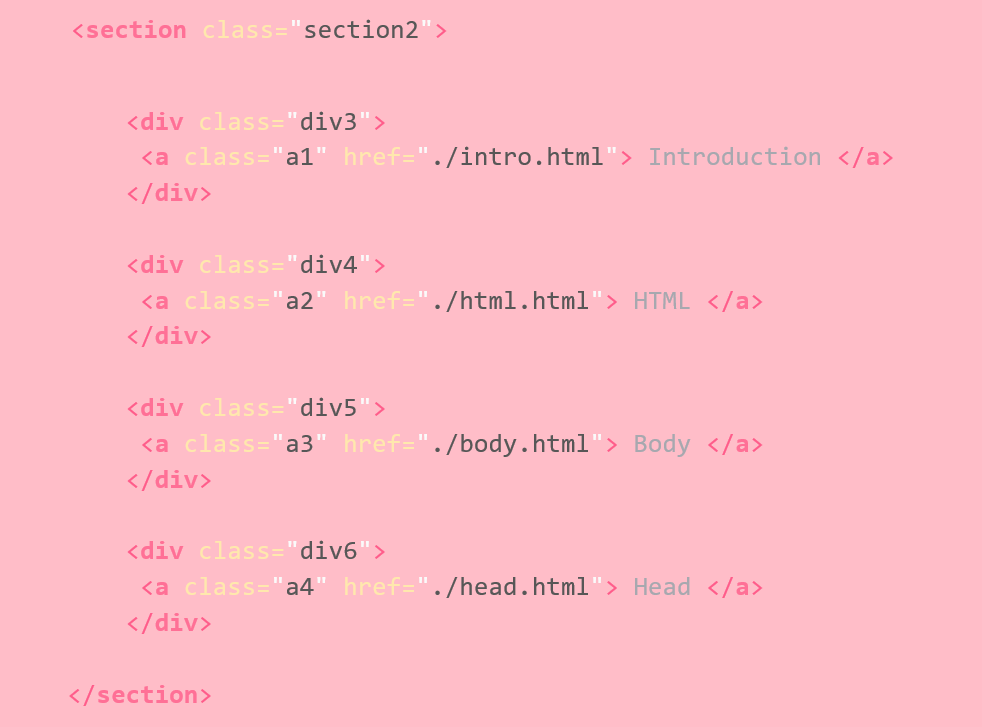 <section class="section2">
<div class="div3">
<a class="a1" href="./intro.html"> Introduction </a>
</div>
<div class="div4">
<a class="a2" href="./html.html"> HTML </a>
</div>
<div class="div5">
<a class="a3" href="./body.html"> Body </a>
</div>
<div class="div6">
<a class="a4" href="./head.html"> Head </a>
</div>
</section>